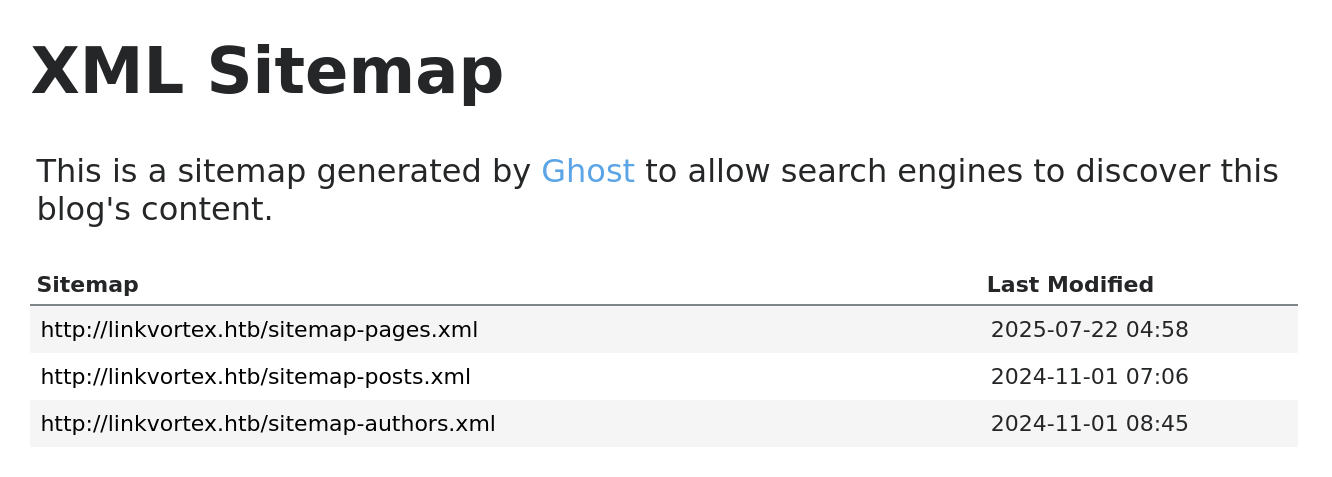 XML Sitemap
This is a sitemap generated by Ghost to allow search engines to discover this
blog's content.
Sitemap Last Modified
http://linkvortex.htb/sitemap-pages.xml 2025-07-22 04:58
http://linkvortex.htb/sitemap-posts.xml 2024-11-01 07:06
http://linkvortex.htb/sitemap-authors.xml 2024-11-01 08:45